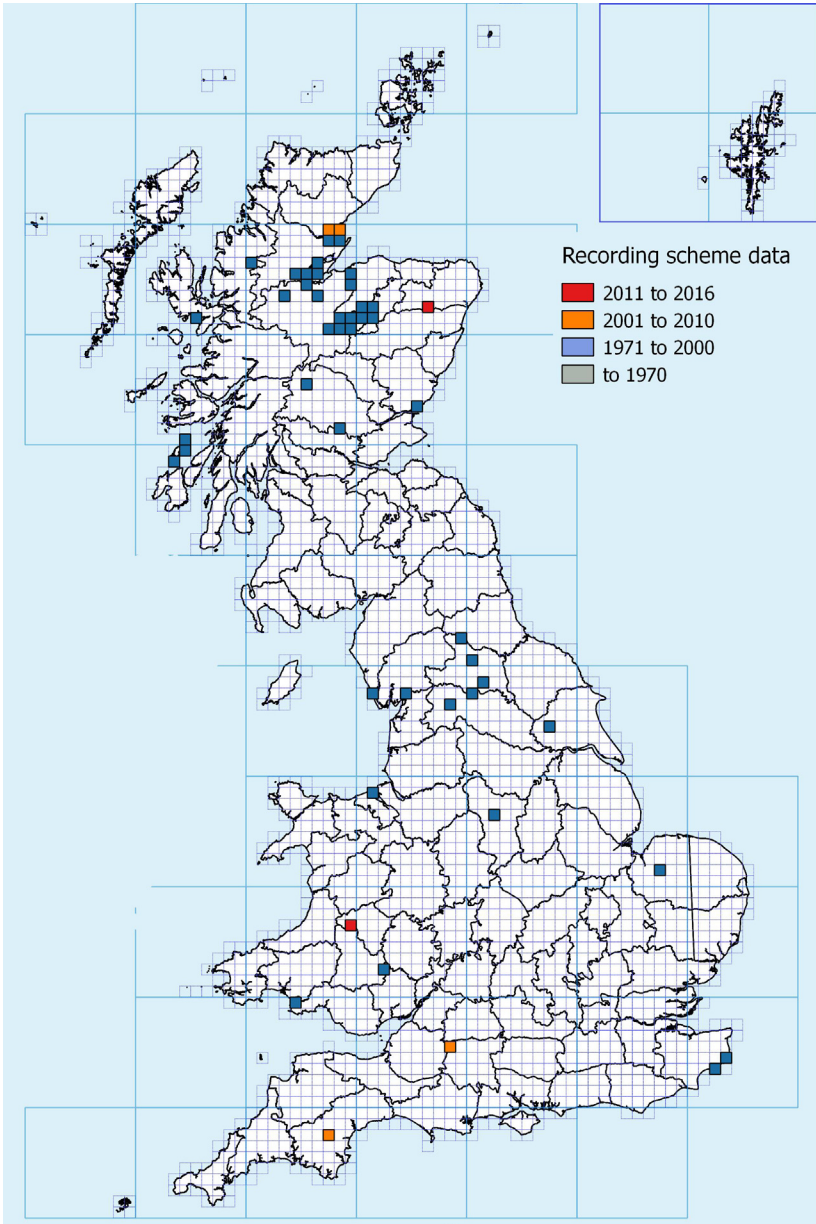 Recording scheme data
2011 to 2016
2001 to 2010
1971 to 2000
to 1970